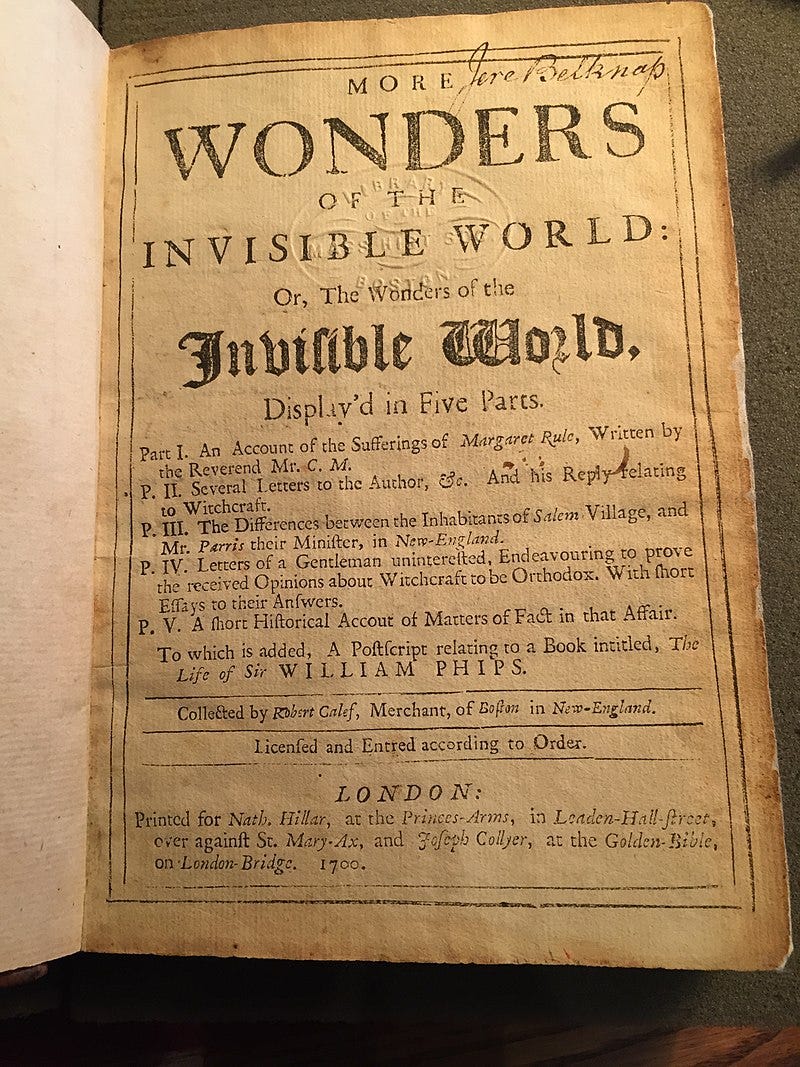 MORE
Jere Belknap
WONDERS
OF THE
INVISIBLE WORLD:
LIBRARY
OF THE
BOSTON
Or, The Wonders of the
Inviſible World,
Display'd in Five Parts.
Part I. An Account of the Sufferings of Margaret Rule, Written by
the Reverend Mr. C. M.
P. II. Several Letters to the Author, &c. And his Reply relating
to Witchcraft.
P. III. The Differences between the Inhabitants of Salem Village, and
Mr. Parris their Miniſter, in New-England.
P. IV. Letters of a Gentleman unintereſted, Endeavouring to prove
the received Opinions about Witchcraft to be Orthodox. With ſhort
Eſſays to their Anſwers.
P. V. A ſhort Hiſtorical Accout of Matters of Fact in that Affair.
To which is added, A Poſtſcript relating to a Book intitled, The
Life of Sir WILLIAM PHIPS.
Collected by Robert Calef, Merchant, of Boſton in New-England.
Licenſed and Entred according to Order.
LONDON:
Printed for Nath. Hillar, at the Princes-Arms, in Leaden-Hall-ſtreet,
over againſt St. Mary-Ax, and Joſeph Collyer, at the Golden-Bible,
on London-Bridge. 1700.